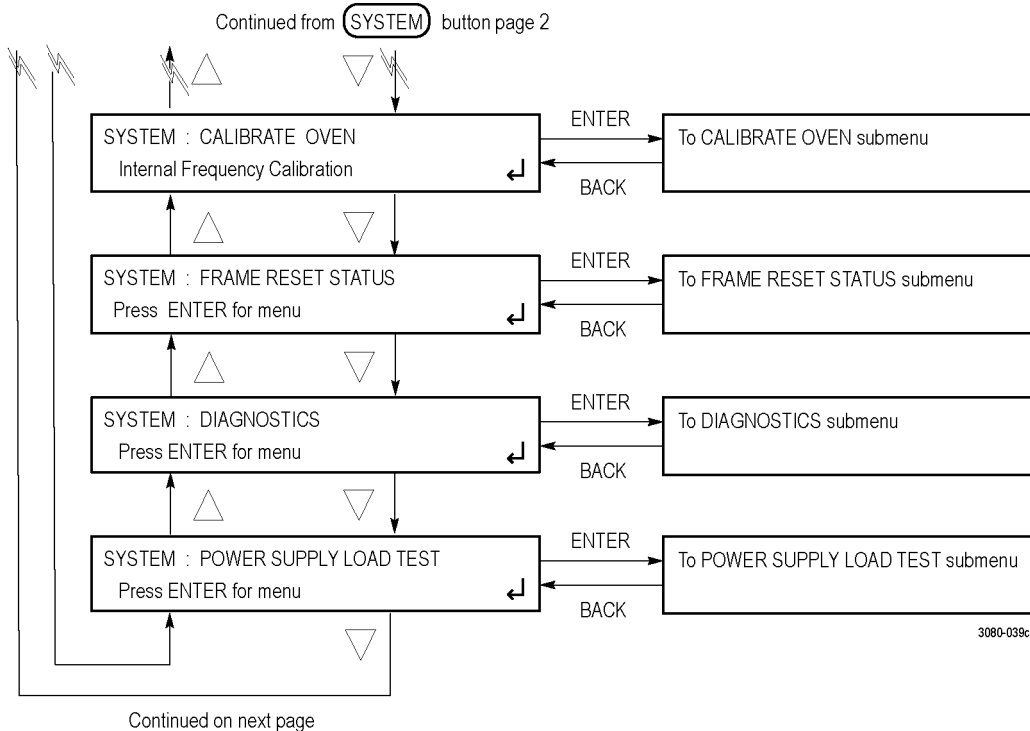 Continued from SYSTEM button page 2
SYSTEM : CALIBRATE OVEN
Internal Frequency Calibration
ENTER
BACK
To CALIBRATE OVEN submenu
SYSTEM : FRAME RESET STATUS
Press ENTER for menu
ENTER
BACK
To FRAME RESET STATUS submenu
SYSTEM : DIAGNOSTICS
Press ENTER for menu
ENTER
BACK
To DIAGNOSTICS submenu
SYSTEM : POWER SUPPLY LOAD TEST
Press ENTER for menu
ENTER
BACK
To POWER SUPPLY LOAD TEST submenu
3080-039c
Continued on next page